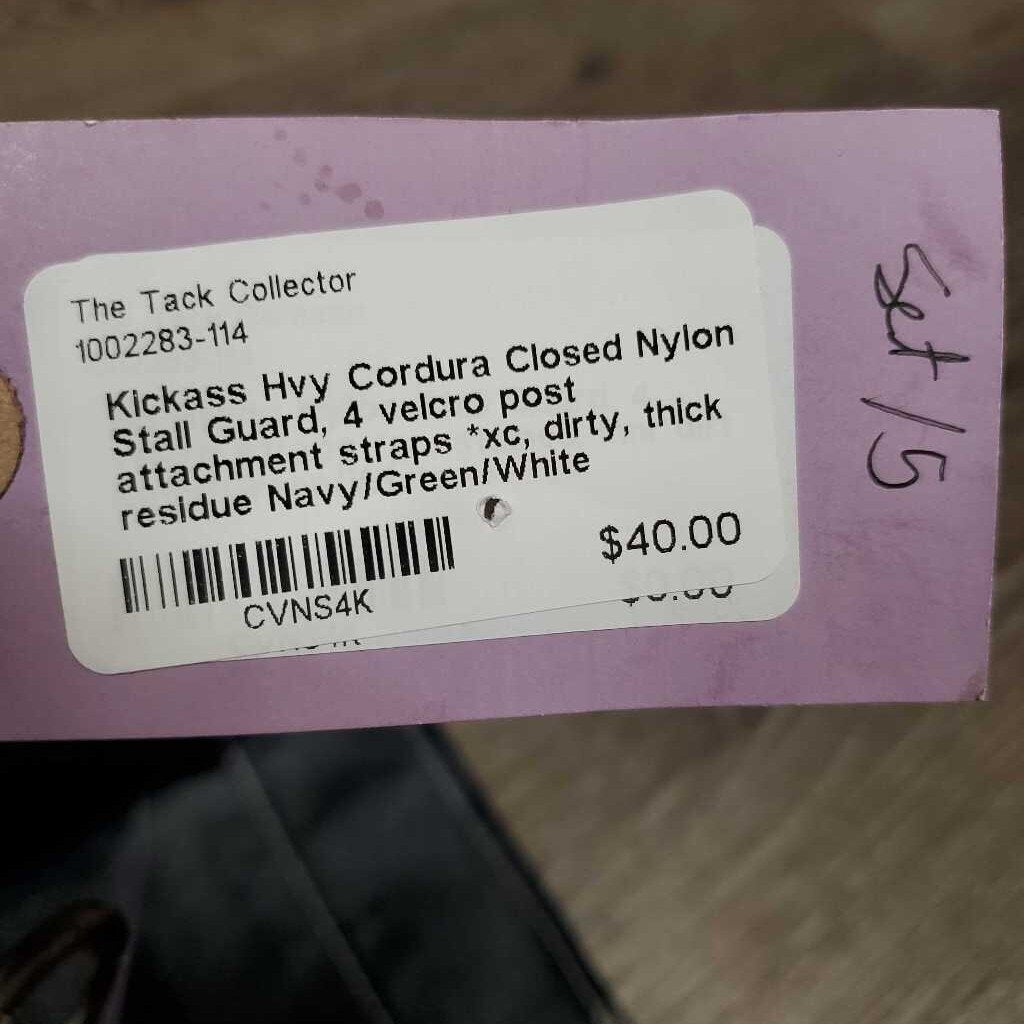 The Tack Collector
1002283-114
Kickass Hvy Cordura Closed Nylon
Stall Guard, 4 velcro post
attachment straps *xc, dirty, thick
residue Navy/Green/White
$40.00
CVNS4K
Set 15